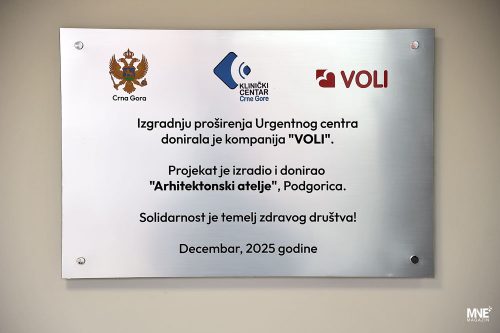 Crna Gora
KLINIČKI
CENTAR
Crne Gore
VOLI
Izgradnju proširenja Urgentnog centra
donirala je kompanija "VOLI".
Projekat je izradio i donirao
"Arhitektonski atelje", Podgorica.
Solidarnost je temelj zdravog društva!
Decembar, 2025 godine
MNE
MAGAZIN